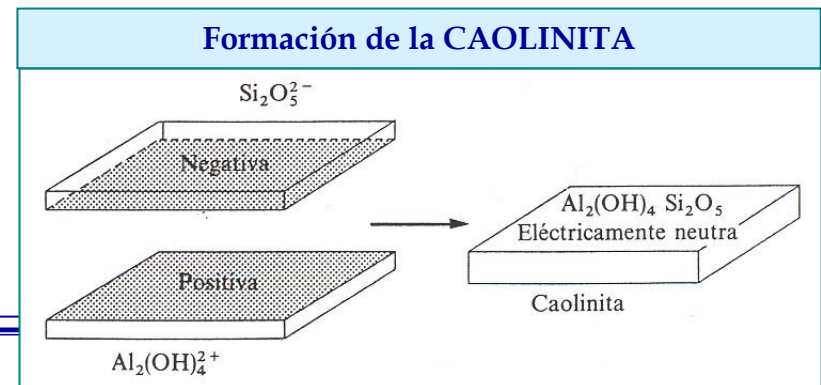 Formación de la CAOLINITA
Si₂O₅²⁻
Negativa
Positiva
Al₂(OH)₄²⁺
Al₂(OH)₄ Si₂O₅
Eléctricamente neutra
Caolinita